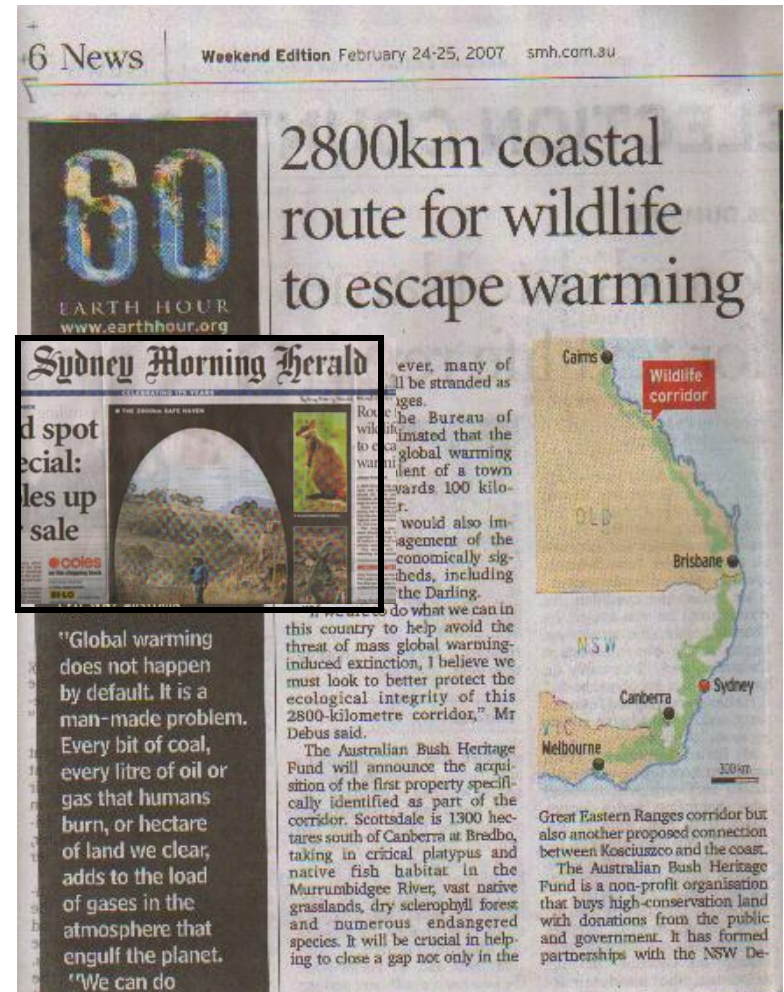 6 News
Weekend Edition February 24-25, 2007 smh.com.au
60
EARTH HOUR
www.earthhour.org
2800km coastal
route for wildlife
to escape warming
Sydney Morning Herald
CELEBRATING 175 YEARS
d spot
ecial:
les up
sale
coles
BI-LO
THE 2800km SAFE HAVEN
"Global warming
does not happen
by default. It is a
man-made problem.
Every bit of coal,
every litre of oil or
gas that humans
burn, or hectare
of land we clear,
adds to the load
of gases in the
atmosphere that
engulf the planet.
"We can do
ever, many of
ll be stranded as
ges.
he Bureau of
imated that the
global warming
lent of a town
wards 100 kilo-
r.
would also im-
agement of the
conomically sig-
heds, including
the Darling.
do what we can in
this country to help avoid the
threat of mass global warming-
induced extinction, I believe we
must look to better protect the
ecological integrity of this
2800-kilometre corridor," Mr
Debus said.
The Australian Bush Heritage
Fund will announce the acqui-
sition of the first property specifi-
cally identified as part of the
corridor. Scottsdale is 1300 hec-
tares south of Canberra at Bredbo,
taking in critical platypus and
native fish habitat in the
Murrumbidgee River, vast native
grasslands, dry sclerophyll forest
and numerous endangered
species. It will be crucial in help-
ing to close a gap not only in the
Cairns
Wildlife
corridor
QLD
Brisbane
NSW
Sydney
Canberra
VIC
Melbourne
300 km
Great Eastern Ranges corridor but
also another proposed connection
between Kosciuszco and the coast.
The Australian Bush Heritage
Fund is a non-profit organisation
that buys high-conservation land
with donations from the public
and government. It has formed
partnerships with the NSW De-